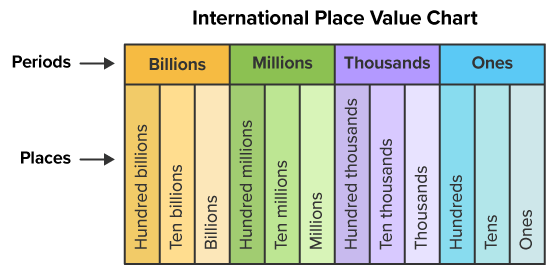 International Place Value Chart
Periods
Billions
Millions
Thousands
Ones
Places
Hundred billions
Ten billions
Billions
Hundred millions
Ten millions
Millions
Hundred thousands
Ten thousands
Thousands
Hundreds
Tens
Ones